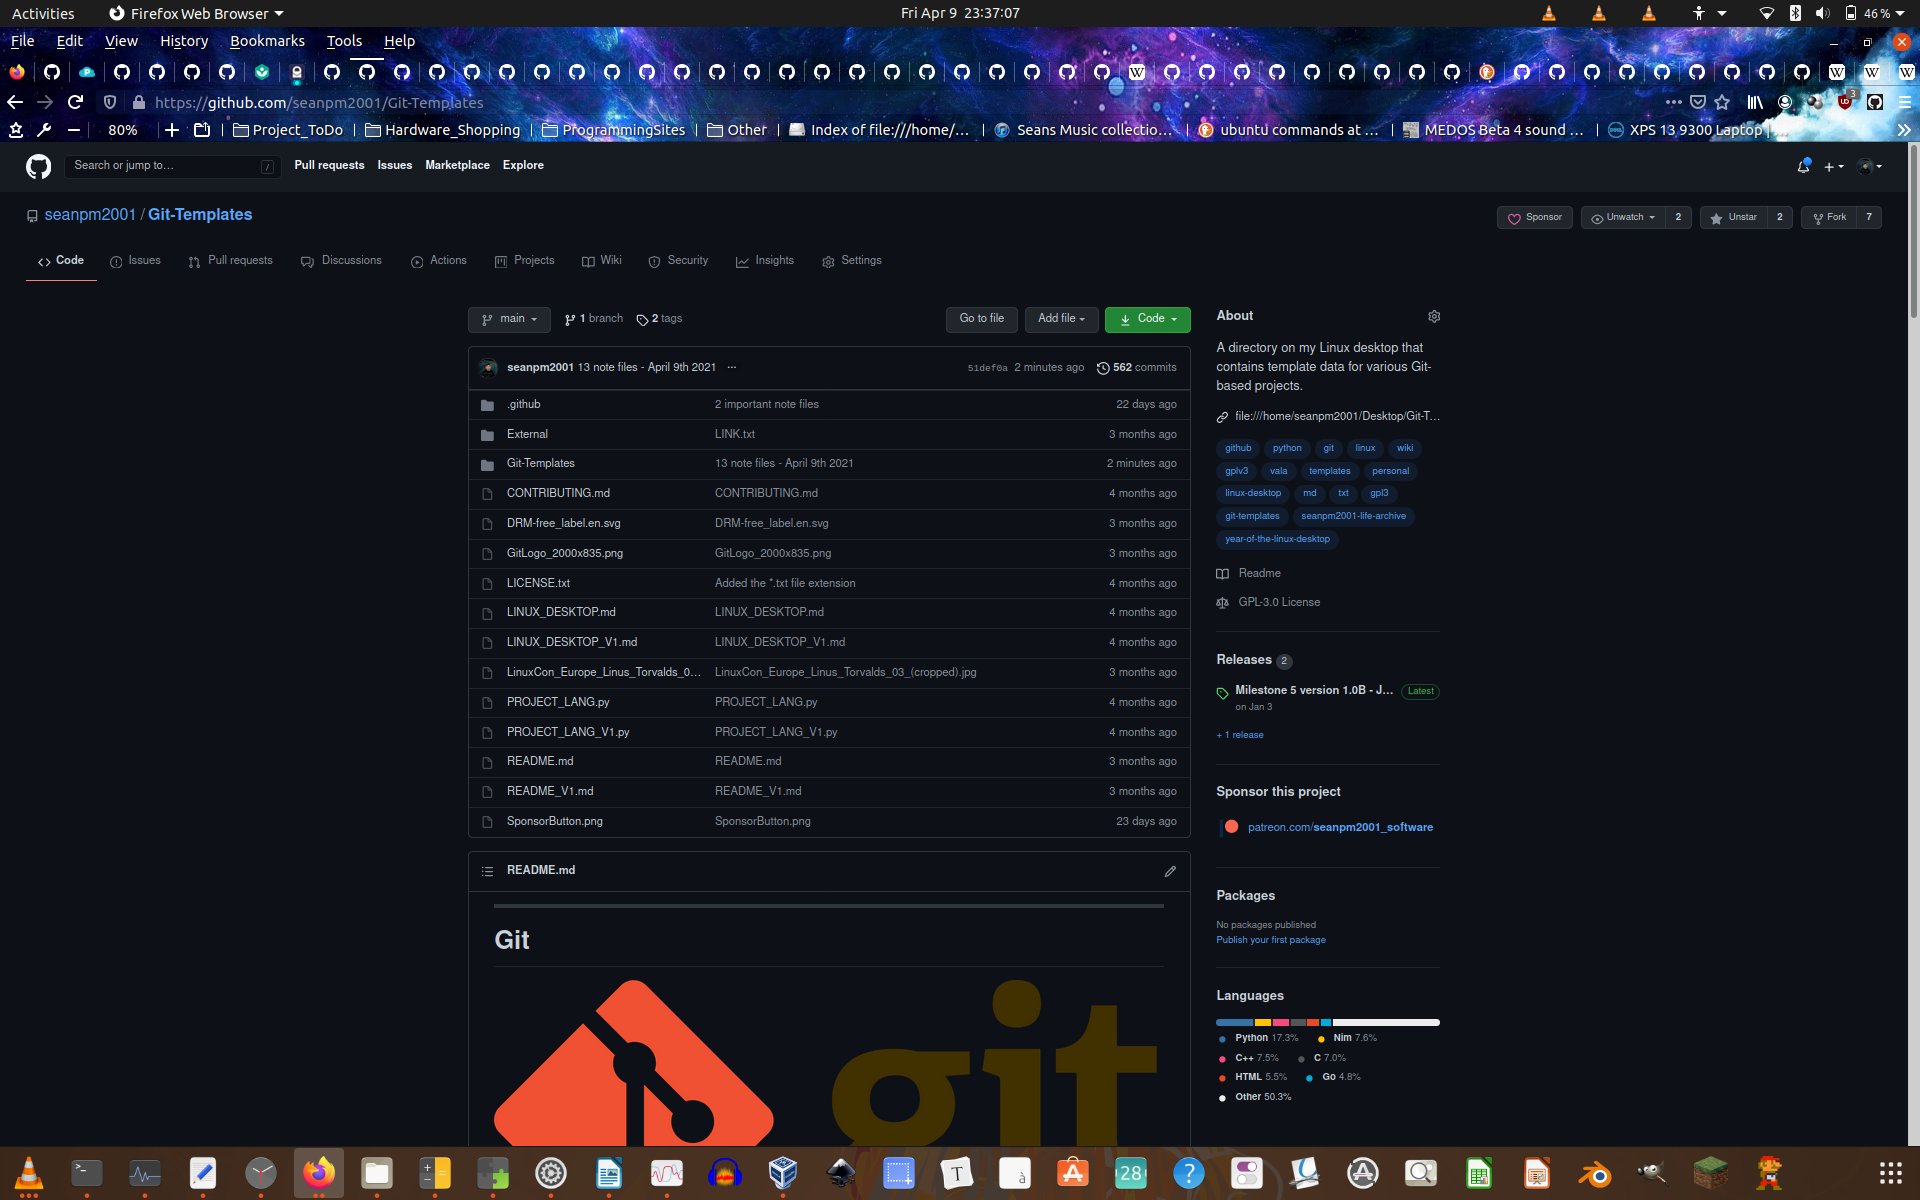 Activities Firefox Web Browser Fri Apr 9 23:37:07 46 %
File Edit View History Bookmarks Tools Help
https://github.com/seanpm2001/Git-Templates 3
80% Project_ToDo Hardware_Shopping ProgrammingSites Other Index of file:///home/... Seans Music collectio... ubuntu commands at ... MEDOS Beta 4 sound ... XPS 13 9300 Laptop
Search or jump to... / Pull requests Issues Marketplace Explore
seanpm2001 / Git-Templates Sponsor Unwatch 2 Unstar 2 Fork 7
Code Issues Pull requests Discussions Actions Projects Wiki Security Insights Settings
main 1 branch 2 tags Go to file Add file Code
seanpm2001 13 note files - April 9th 2021 ... 51def0a 2 minutes ago 562 commits
.github 2 important note files 22 days ago
External LINK.txt 3 months ago
Git-Templates 13 note files - April 9th 2021 2 minutes ago
CONTRIBUTING.md CONTRIBUTING.md 4 months ago
DRM-free_label.en.svg DRM-free_label.en.svg 3 months ago
GitLogo_2000x835.png GitLogo_2000x835.png 3 months ago
LICENSE.txt Added the *.txt file extension 4 months ago
LINUX_DESKTOP.md LINUX_DESKTOP.md 4 months ago
LINUX_DESKTOP_V1.md LINUX_DESKTOP_V1.md 4 months ago
LinuxCon_Europe_Linus_Torvalds_0... LinuxCon_Europe_Linus_Torvalds_03_(cropped).jpg 3 months ago
PROJECT_LANG.py PROJECT_LANG.py 4 months ago
PROJECT_LANG_V1.py PROJECT_LANG_V1.py 4 months ago
README.md README.md 3 months ago
README_V1.md README_V1.md 3 months ago
SponsorButton.png SponsorButton.png 23 days ago
README.md
Git
git
About
A directory on my Linux desktop that
contains template data for various Git-
based projects.
file:///home/seanpm2001/Desktop/Git-T...
github python git linux wiki
gplv3 vala templates personal
linux-desktop md txt gpl3
git-templates seanpm2001-life-archive
year-of-the-linux-desktop
Readme
GPL-3.0 License
Releases 2
Milestone 5 version 1.0B - J... Latest
on Jan 3
+ 1 release
Sponsor this project
patreon.com/seanpm2001_software
Packages
No packages published
Publish your first package
Languages
Python 17.3% Nim 7.6%
C++ 7.5% C 7.0%
HTML 5.5% Go 4.8%
Other 50.3%